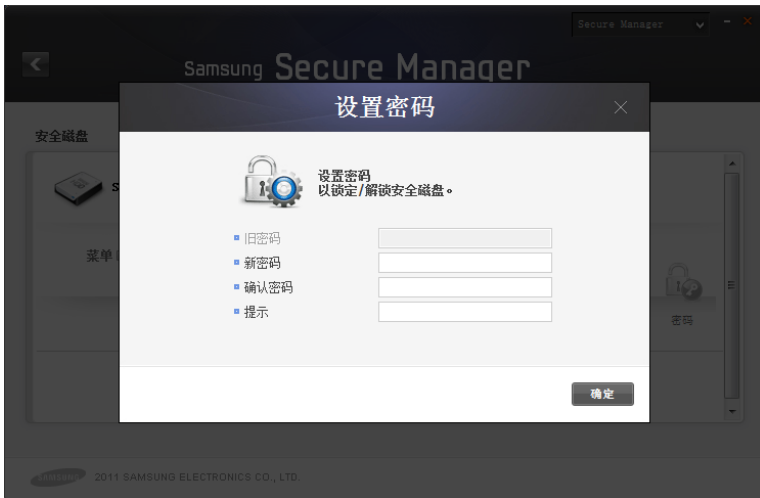 Secure Manager
Samsung Secure Manager
设置密码
安全磁盘
设置密码
以锁定/解锁安全磁盘。
S
旧密码
菜单
新密码
确认密码
提示
密码
确定
SAMSUNG 2011 SAMSUNG ELECTRONICS CO., LTD.